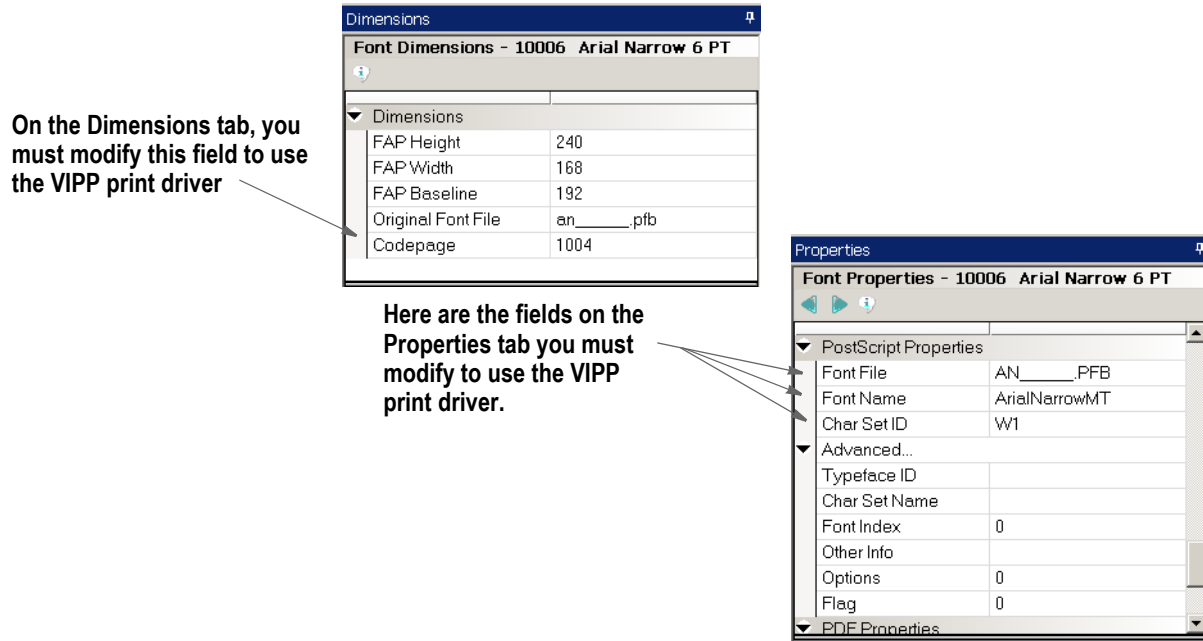 Dimensions
Font Dimensions - 10006 Arial Narrow 6 PT
Dimensions
FAP Height 240
FAP Width 168
FAP Baseline 192
Original Font File an______.pfb
Codepage 1004
On the Dimensions tab, you
must modify this field to use
the VIPP print driver
Here are the fields on the
Properties tab you must
modify to use the VIPP
print driver.
Properties
Font Properties - 10006 Arial Narrow 6 PT
PostScript Properties
Font File AN______.PFB
Font Name ArialNarrowMT
Char Set ID W1
Advanced...
Typeface ID
Char Set Name
Font Index 0
Other Info
Options 0
Flag 0
PDF Properties